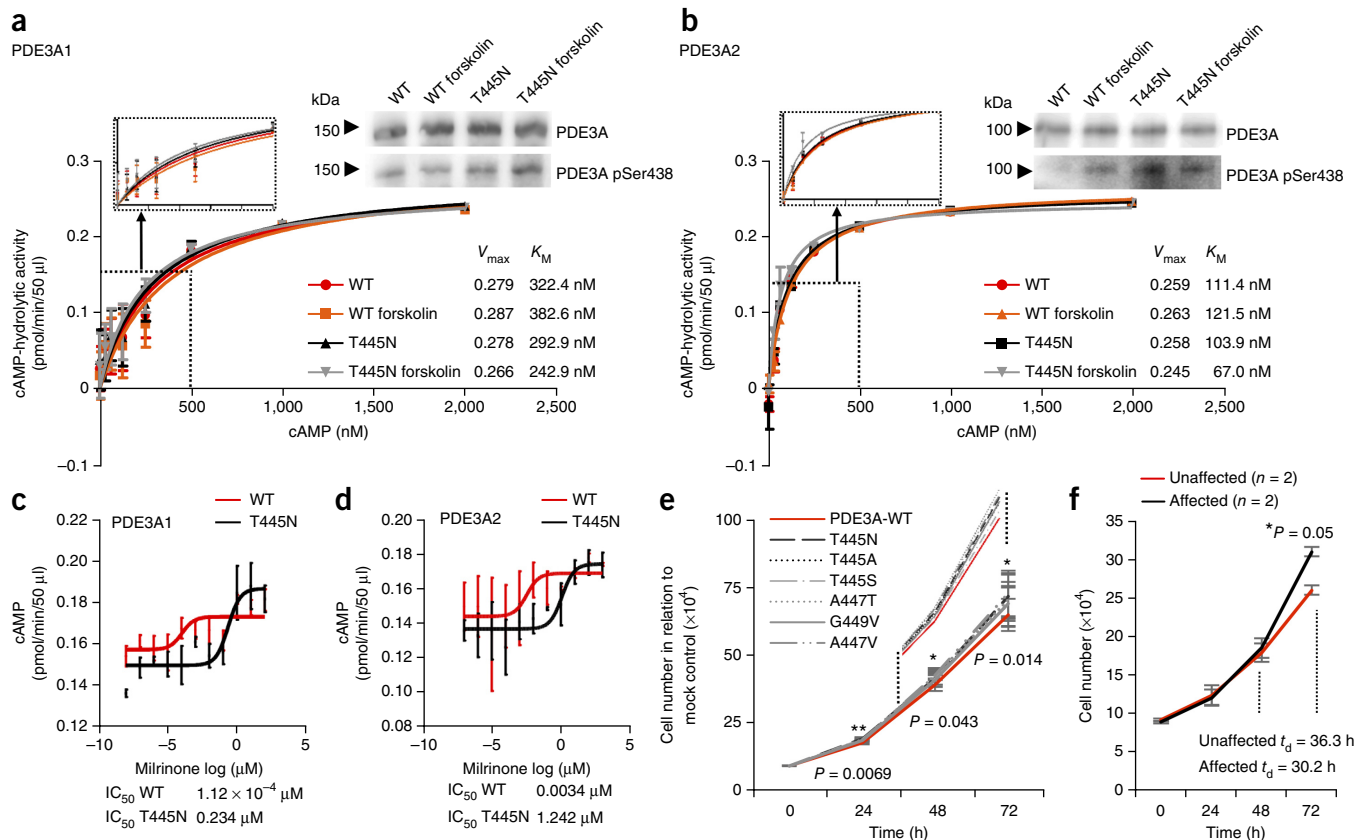 a
PDE3A1
WT
WT forskolin
T445N
T445N forskolin
kDa
150
PDE3A
150
PDE3A pSer438
0.3
0.2
0.1
0
–0.1
cAMP-hydrolytic activity
(pmol/min/50 µl)
Vmax KM
WT 0.279 322.4 nM
WT forskolin 0.287 382.6 nM
T445N 0.278 292.9 nM
T445N forskolin 0.266 242.9 nM
500 1,000 1,500 2,000 2,500
cAMP (nM)
b
PDE3A2
WT
WT forskolin
T445N
T445N forskolin
kDa
100
PDE3A
100
PDE3A pSer438
0.3
0.2
0.1
0
–0.1
cAMP-hydrolytic activity
(pmol/min/50 µl)
Vmax KM
WT 0.259 111.4 nM
WT forskolin 0.263 121.5 nM
T445N 0.258 103.9 nM
T445N forskolin 0.245 67.0 nM
500 1,000 1,500 2,000 2,500
cAMP (nM)
c
WT
T445N
PDE3A1
0.22
0.20
0.18
0.16
0.14
0.12
cAMP
(pmol/min/50 µl)
–10 –5 0 5
Milrinone log (µM)
IC50 WT 1.12 × 10–4 µM
IC50 T445N 0.234 µM
d
WT
T445N
PDE3A2
0.20
0.18
0.16
0.14
0.12
0.10
0.08
cAMP
(pmol/min/50 µl)
–10 –5 0 5
Milrinone log (µM)
IC50 WT 0.0034 µM
IC50 T445N 1.242 µM
e
PDE3A-WT
T445N
T445A
T445S
A447T
G449V
A447V
100
75
50
25
0
Cell number in relation to
mock control (×104)
**
*
*
P = 0.0069
P = 0.043
P = 0.014
0 24 48 72
Time (h)
f
Unaffected (n = 2)
Affected (n = 2)
*P = 0.05
35
30
25
20
15
10
5
0
Cell number (×104)
Unaffected td = 36.3 h
Affected td = 30.2 h
0 24 48 72
Time (h)